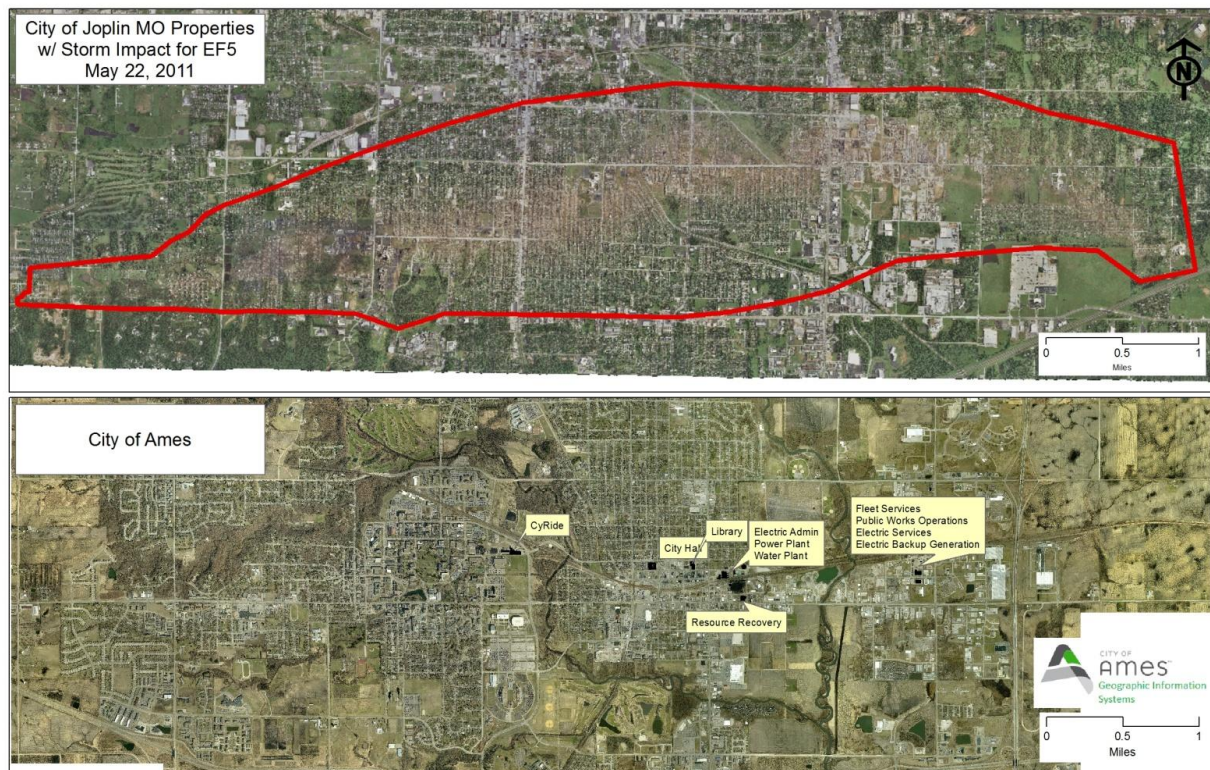 City of Joplin MO Properties
w/ Storm Impact for EF5
May 22, 2011
N
0 0.5 1
Miles
City of Ames
CyRide
City Hall
Library
Electric Admin
Power Plant
Water Plant
Fleet Services
Public Works Operations
Electric Services
Electric Backup Generation
Resource Recovery
CITY OF
AMES™
Geographic Information
Systems
0 0.5 1
Miles